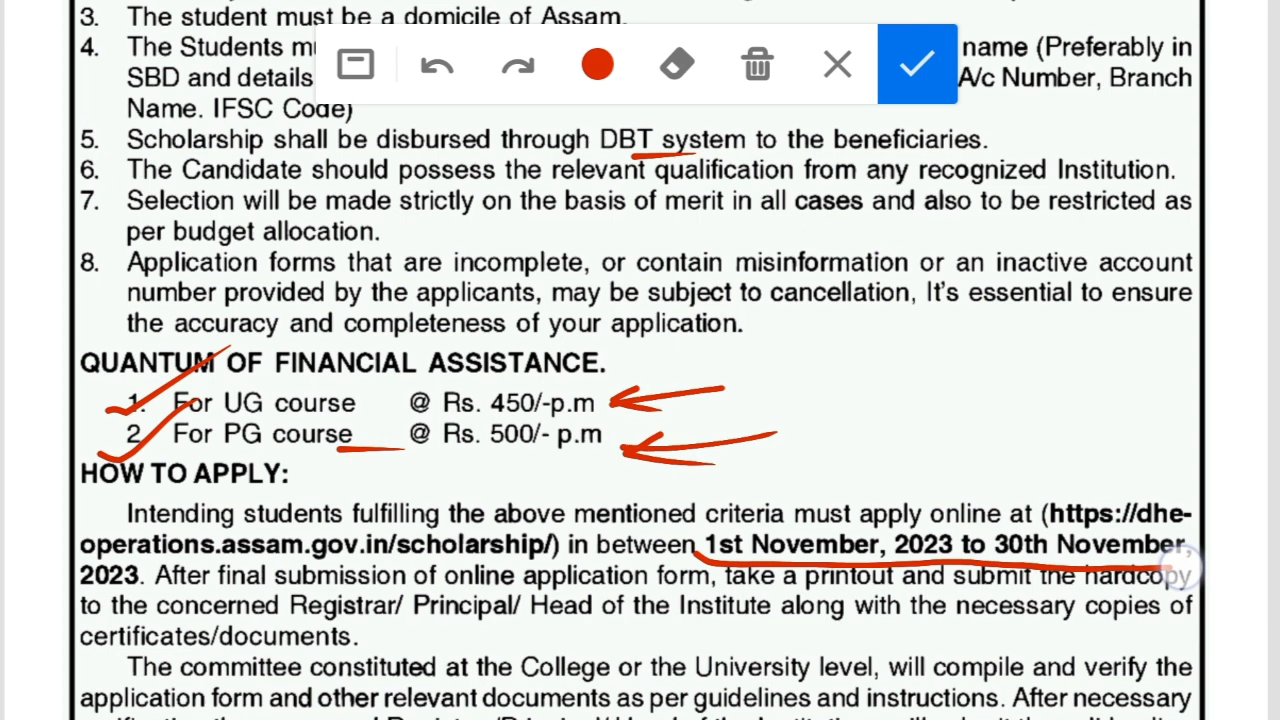 3. The student must be a domicile of Assam.
4. The Students name (Preferably in
SBD and details A/c Number, Branch
Name. IFSC Code)
5. Scholarship shall be disbursed through DBT system to the beneficiaries.
6. The Candidate should possess the relevant qualification from any recognized Institution.
7. Selection will be made strictly on the basis of merit in all cases and also to be restricted as
per budget allocation.
8. Application forms that are incomplete, or contain misinformation or an inactive account
number provided by the applicants, may be subject to cancellation, It's essential to ensure
the accuracy and completeness of your application.
QUANTUM OF FINANCIAL ASSISTANCE.
1. For UG course @ Rs. 450/-p.m
2. For PG course @ Rs. 500/- p.m
HOW TO APPLY:
Intending students fulfilling the above mentioned criteria must apply online at (https://dhe-
operations.assam.gov.in/scholarship/) in between 1st November, 2023 to 30th November,
2023. After final submission of online application form, take a printout and submit the hardcopy
to the concerned Registrar/ Principal/ Head of the Institute along with the necessary copies of
certificates/documents.
The committee constituted at the College or the University level, will compile and verify the
application form and other relevant documents as per guidelines and instructions. After necessary